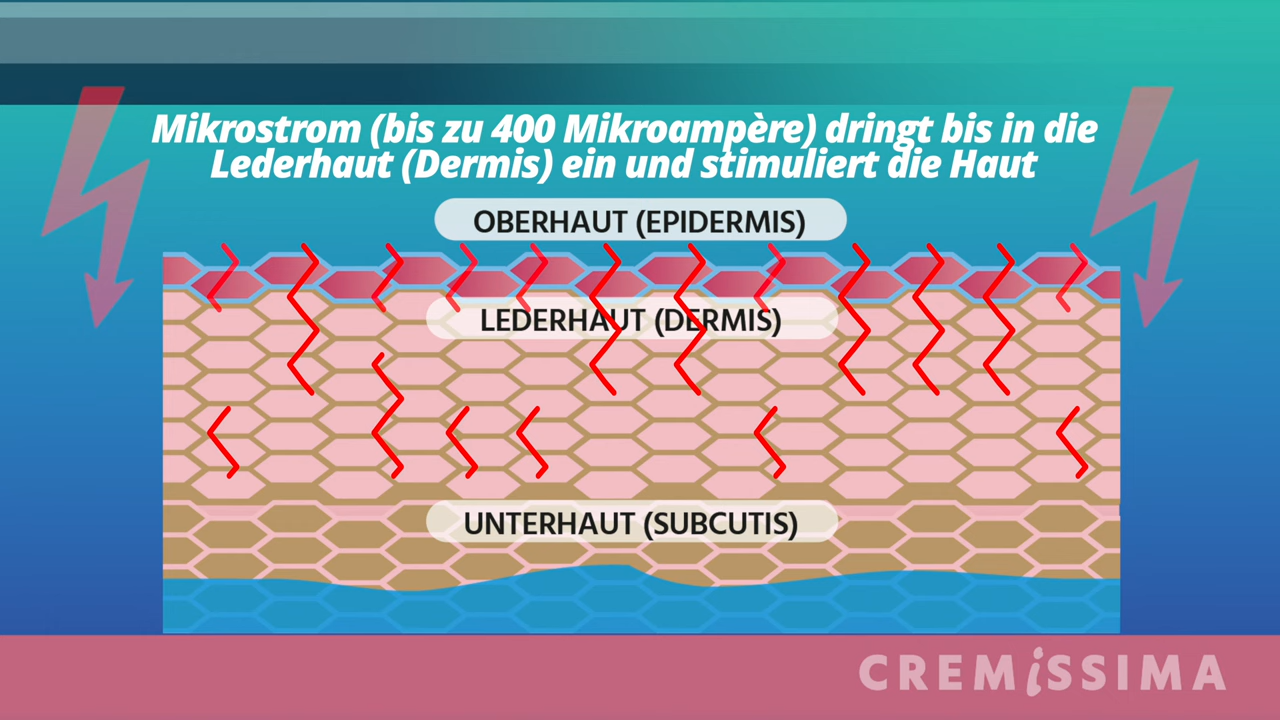 Mikrostrom (bis zu 400 Mikroampère) dringt bis in die
Lederhaut (Dermis) ein und stimuliert die Haut
OBERHAUT (EPIDERMIS)
LEDERHAUT (DERMIS)
UNTERHAUT (SUBCUTIS)
CREMiSSIMA